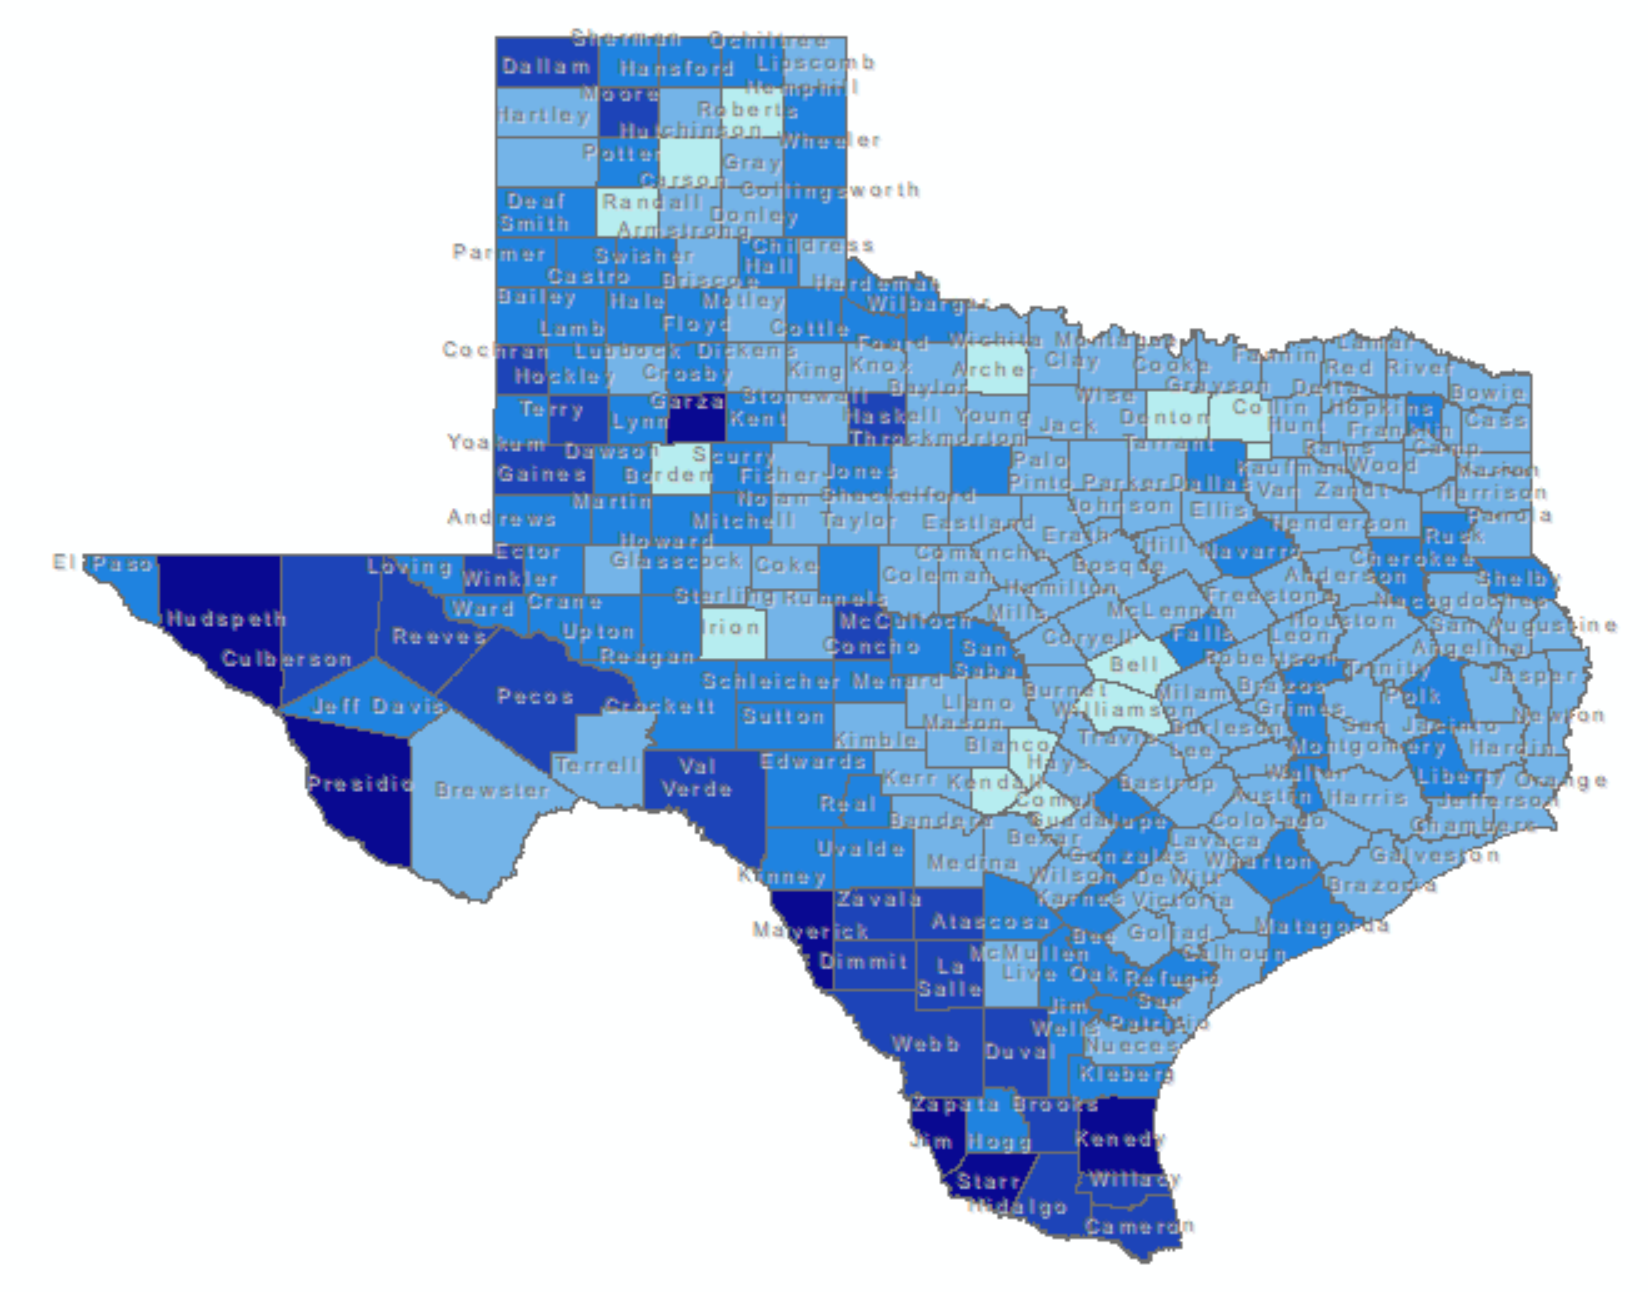 Sherman Ochiltree
Dallam Hansford Lipscomb
Moore Hemphill
Hartley Roberts
Hutchinson
Potter Gray Wheeler
Carson Collingsworth
Deaf Randall Donley
Smith Armstrong
Parmer Swisher Childress
Castro Briscoe Hall Hardeman
Bailey Hale Motley Wilbarger
Lamb Floyd Cottle
Cochran Lubbock Dickens Foard Wichita Montague Fannin Lamar
Hockley Crosby King Knox Archer Clay Cooke Red River
Baylor Grayson Delta Bowie
Garza Stonewall Wise
Terry Lynn Kent Haskell Young Jack Denton Collin Hunt Hopkins Franklin Cass
Yoakum Throckmorton Tarrant Rains Camp
Dawson Scurry Palo
Gaines Borden Fisher Jones Pinto Parker Dallas Kaufman Wood Marion
Van Zandt Harrison
Martin Nolan Shackelford Johnson Ellis
Andrews Mitchell Taylor Eastland Henderson Rusk Panola
Howard Erath Hill Navarro
El Paso Loving Ector Glasscock Coke Comanche Bosque Cherokee
Winkler Coleman Hamilton Anderson Shelby
Ward Crane Sterling Runnels Mills McLennan Freestone Nacogdoches
Hudspeth Reeves Upton Irion McCulloch Coryell Falls Leon Houston San Augustine
Culberson Reagan Concho San Saba Bell Robertson Trinity Angelina
Pecos Schleicher Menard Burnet Milam Brazos Polk Jasper
Jeff Davis Crockett Sutton Llano Williamson Grimes
Mason Burleson San Jacinto Newton
Kimble Blanco Travis Lee Montgomery Hardin
Presidio Brewster Terrell Val Verde Edwards Kerr Kendall Hays Bastrop Waller Liberty Orange
Real Comal Austin Harris Jefferson
Bandera Guadalupe Colorado Chambers
Uvalde Medina Bexar Gonzales Lavaca Wharton Galveston
Kinney Wilson DeWitt Brazoria
Zavala Karnes Victoria
Maverick Atascosa Bee Goliad Matagorda
Dimmit La Salle McMullen Live Oak Refugio Calhoun
Jim Wells San Patricio
Webb Duval Nueces
Kleberg
Zapata Brooks
Jim Hogg Kenedy
Starr Willacy
Hidalgo
Cameron